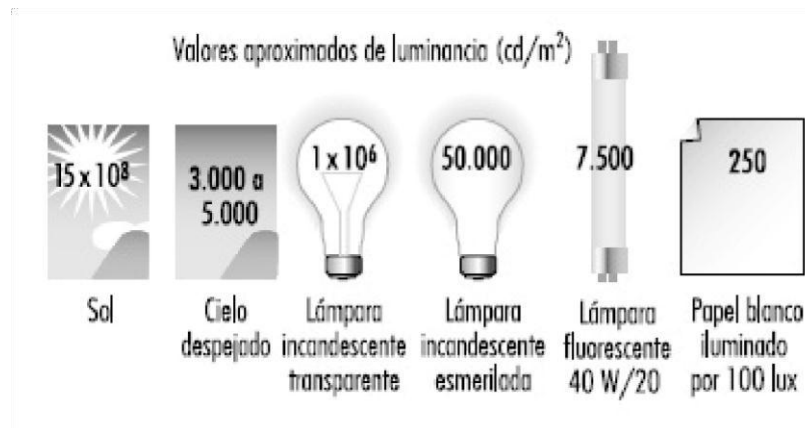 Valores aproximados de luminancia (cd/m²)
15 x 10⁸
3.000 a
5.000
1 x 10⁶
50.000
7.500
250
Sol
Cielo
despejado
Lámpara
incandescente
transparente
Lámpara
incandescente
esmerilada
Lámpara
fluorescente
40 W/20
Papel blanco
iluminado
por 100 lux